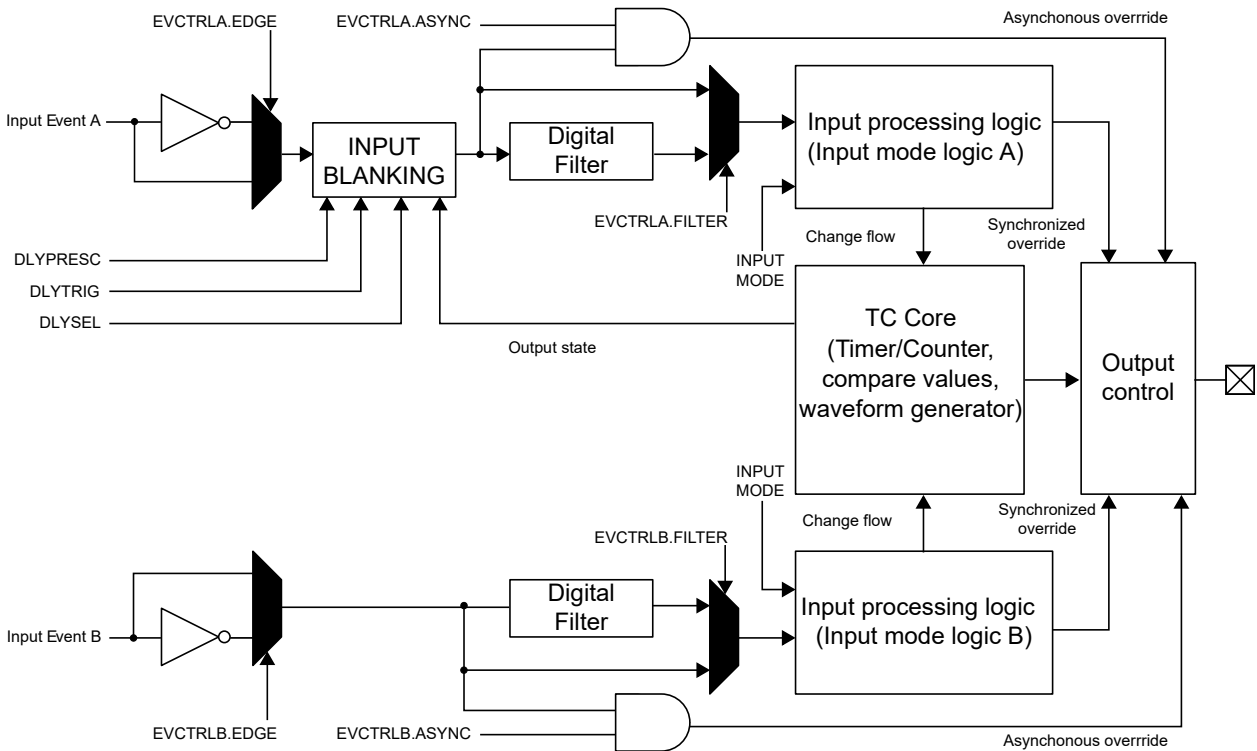 EVCTRLA.EDGE
EVCTRLA.ASYNC
Asynchonous overrride
Input Event A
INPUT
BLANKING
Digital
Filter
Input processing logic
(Input mode logic A)
EVCTRLA.FILTER
INPUT
MODE
Change flow
Synchronized
override
DLYPRESC
DLYTRIG
DLYSEL
Output state
TC Core
(Timer/Counter,
compare values,
waveform generator)
Output
control
INPUT
MODE
Change flow
Synchronized
override
EVCTRLB.FILTER
Input Event B
Digital
Filter
Input processing logic
(Input mode logic B)
EVCTRLB.EDGE
EVCTRLB.ASYNC
Asynchonous overrride